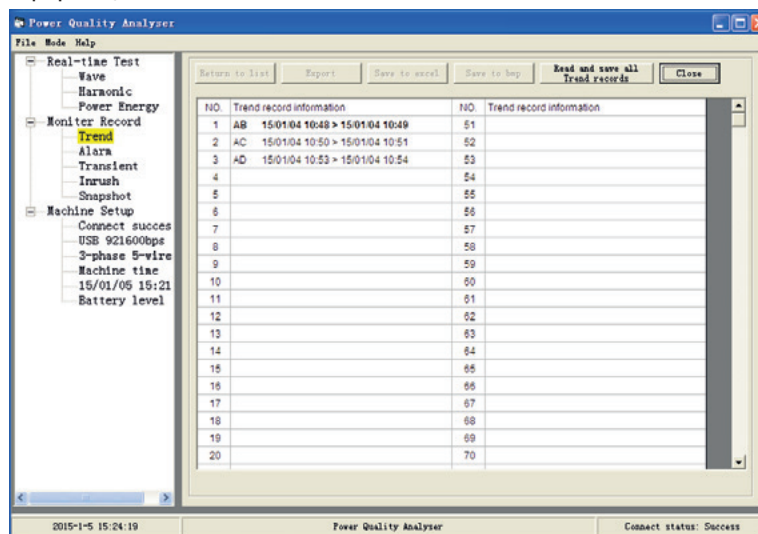 Power Quality Analyser
File Mode Help
Real-time Test
Wave
Harmonic
Power Energy
Moniter Record
Trend
Alarm
Transient
Inrush
Snapshot
Machine Setup
Connect succes
USB 921600bps
3-phase 5-wire
Machine time
15/01/05 15:21
Battery level
Return to list Export Save to excel Save to bmp Read and save all Trend records Close
NO. Trend record information NO. Trend record information
1 AB 15/01/04 10:48 > 15/01/04 10:49 51
2 AC 15/01/04 10:50 > 15/01/04 10:51 52
3 AD 15/01/04 10:53 > 15/01/04 10:54 53
4 54
5 55
6 56
7 57
8 58
9 59
10 60
11 61
12 62
13 63
14 64
15 65
16 66
17 67
18 68
19 69
20 70
2015-1-5 15:24:19 Power Quality Analyser Connect status: Success